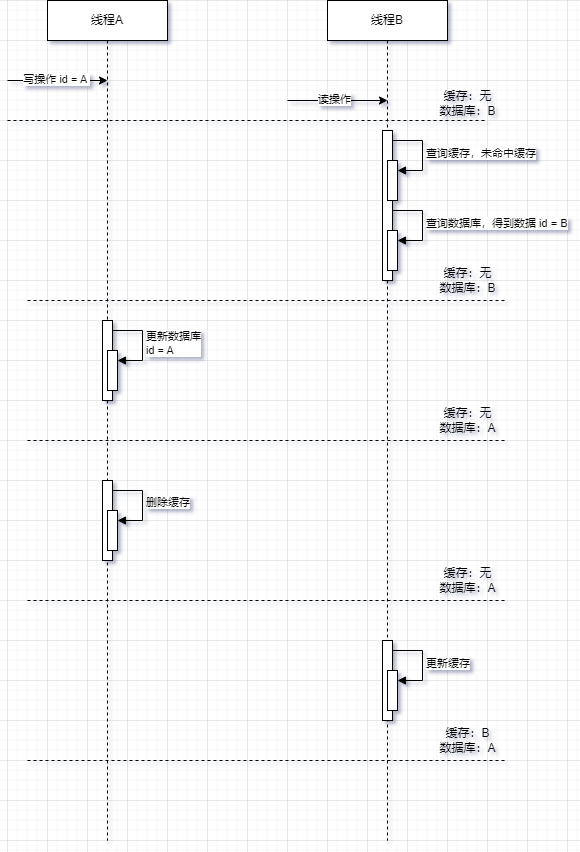 线程A
线程B
写操作 id = A
读操作
缓存：无
数据库：B
查询缓存，未命中缓存
查询数据库，得到数据 id = B
缓存：无
数据库：B
更新数据库
id = A
缓存：无
数据库：A
删除缓存
缓存：无
数据库：A
更新缓存
缓存：B
数据库：A